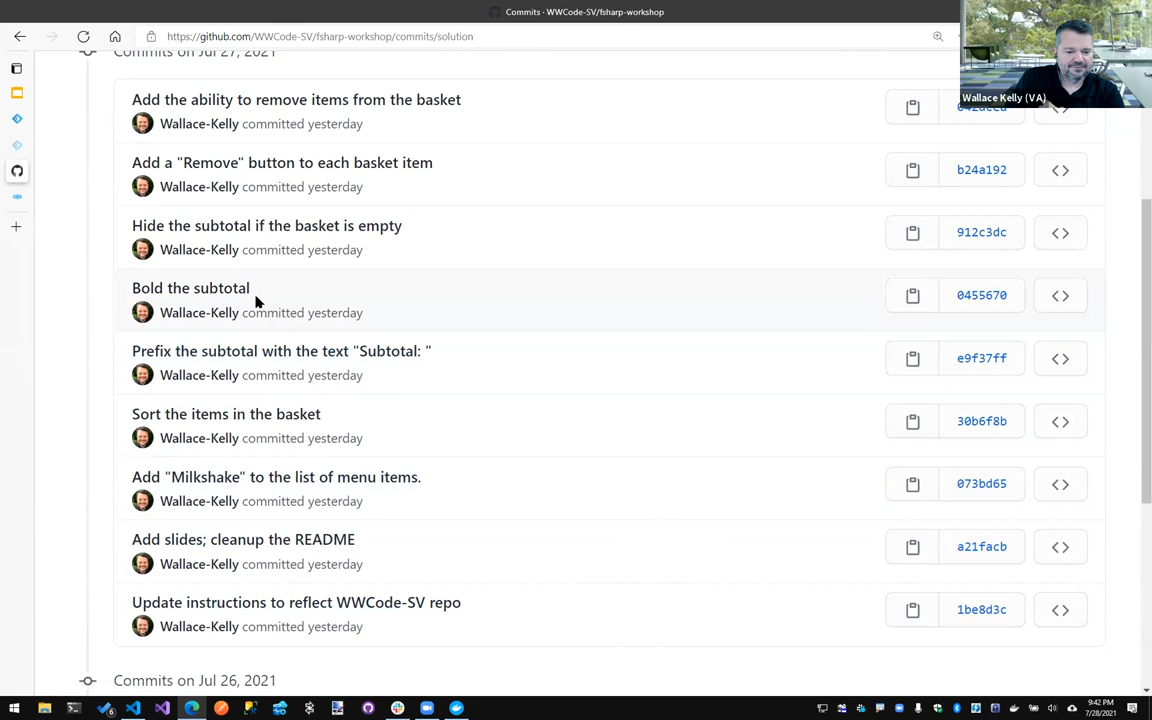 Commits · WWCode-SV/fsharp-workshop
https://github.com/WWCode-SV/fsharp-workshop/commits/solution
Wallace Kelly (VA)
Commits on Jul 27, 2021
Add the ability to remove items from the basket
Wallace-Kelly committed yesterday
Add a "Remove" button to each basket item
Wallace-Kelly committed yesterday
b24a192
Hide the subtotal if the basket is empty
Wallace-Kelly committed yesterday
912c3dc
Bold the subtotal
Wallace-Kelly committed yesterday
0455670
Prefix the subtotal with the text "Subtotal: "
Wallace-Kelly committed yesterday
e9f37ff
Sort the items in the basket
Wallace-Kelly committed yesterday
30b6f8b
Add "Milkshake" to the list of menu items.
Wallace-Kelly committed yesterday
073bd65
Add slides; cleanup the README
Wallace-Kelly committed yesterday
a21facb
Update instructions to reflect WWCode-SV repo
Wallace-Kelly committed yesterday
1be8d3c
Commits on Jul 26, 2021
9:42 PM
7/28/2021